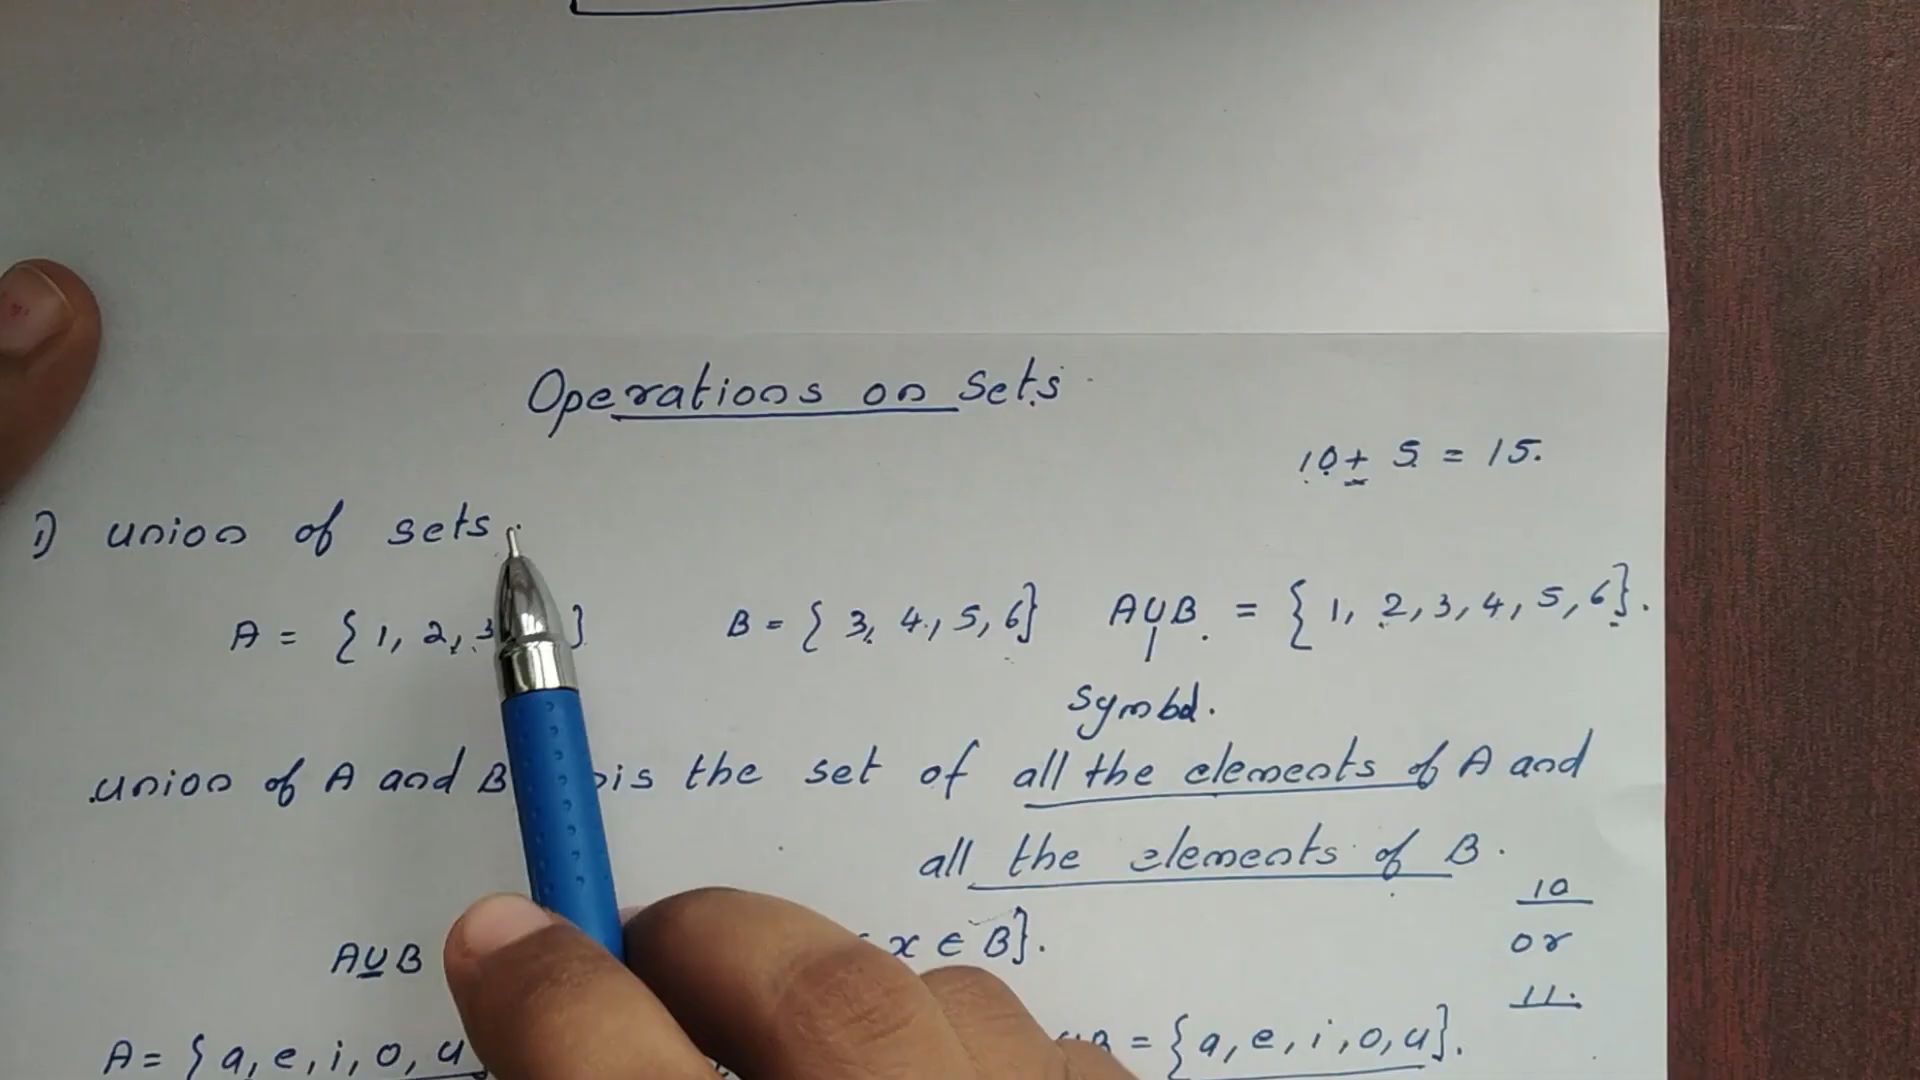 Operations on Sets
10 + 5 = 15.
1) union of sets.
A = { 1, 2, 3 } B = { 3, 4, 5, 6} A∪B = { 1, 2, 3, 4, 5, 6}.
Symbol.
union of A and B is the set of all the elements of A and
all the elements of B.
10
or
11.
A∪B x ∈ B}.
A = { a, e, i, o, u B = {a, e, i, o, u}.